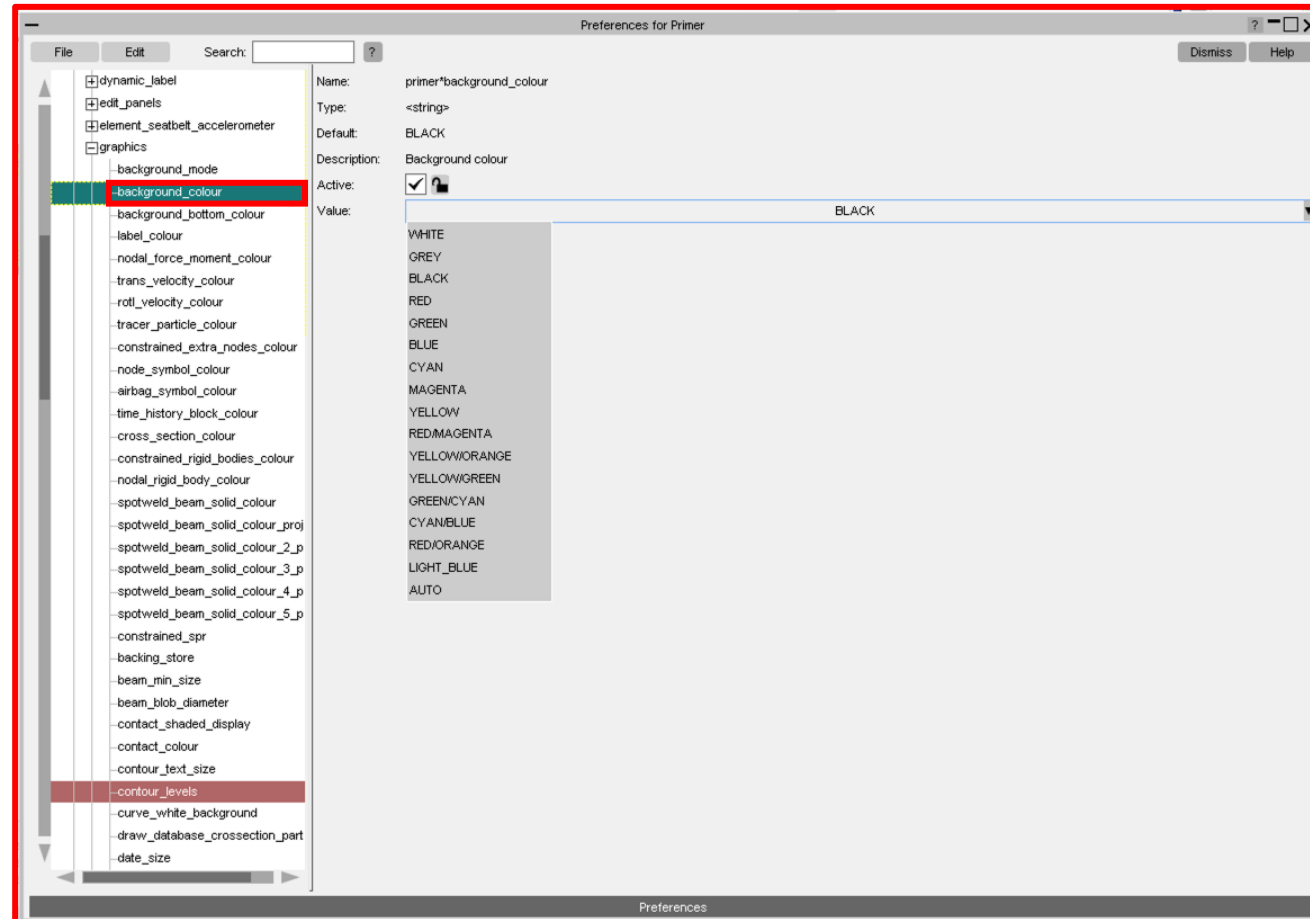 Preferences for Primer
?
File Edit Search: ? Dismiss Help
dynamic_label
edit_panels
element_seatbelt_accelerometer
graphics
background_mode
background_colour
background_bottom_colour
label_colour
nodal_force_moment_colour
trans_velocity_colour
rotl_velocity_colour
tracer_particle_colour
constrained_extra_nodes_colour
node_symbol_colour
airbag_symbol_colour
time_history_block_colour
cross_section_colour
constrained_rigid_bodies_colour
nodal_rigid_body_colour
spotweld_beam_solid_colour
spotweld_beam_solid_colour_proj
spotweld_beam_solid_colour_2_p
spotweld_beam_solid_colour_3_p
spotweld_beam_solid_colour_4_p
spotweld_beam_solid_colour_5_p
constrained_spr
backing_store
beam_min_size
beam_blob_diameter
contact_shaded_display
contact_colour
contour_text_size
contour_levels
curve_white_background
draw_database_crossection_part
date_size
Name: primer*background_colour
Type: <string>
Default: BLACK
Description: Background colour
Active:
Value: BLACK
WHITE
GREY
BLACK
RED
GREEN
BLUE
CYAN
MAGENTA
YELLOW
RED/MAGENTA
YELLOW/ORANGE
YELLOW/GREEN
GREEN/CYAN
CYAN/BLUE
RED/ORANGE
LIGHT_BLUE
AUTO
Preferences